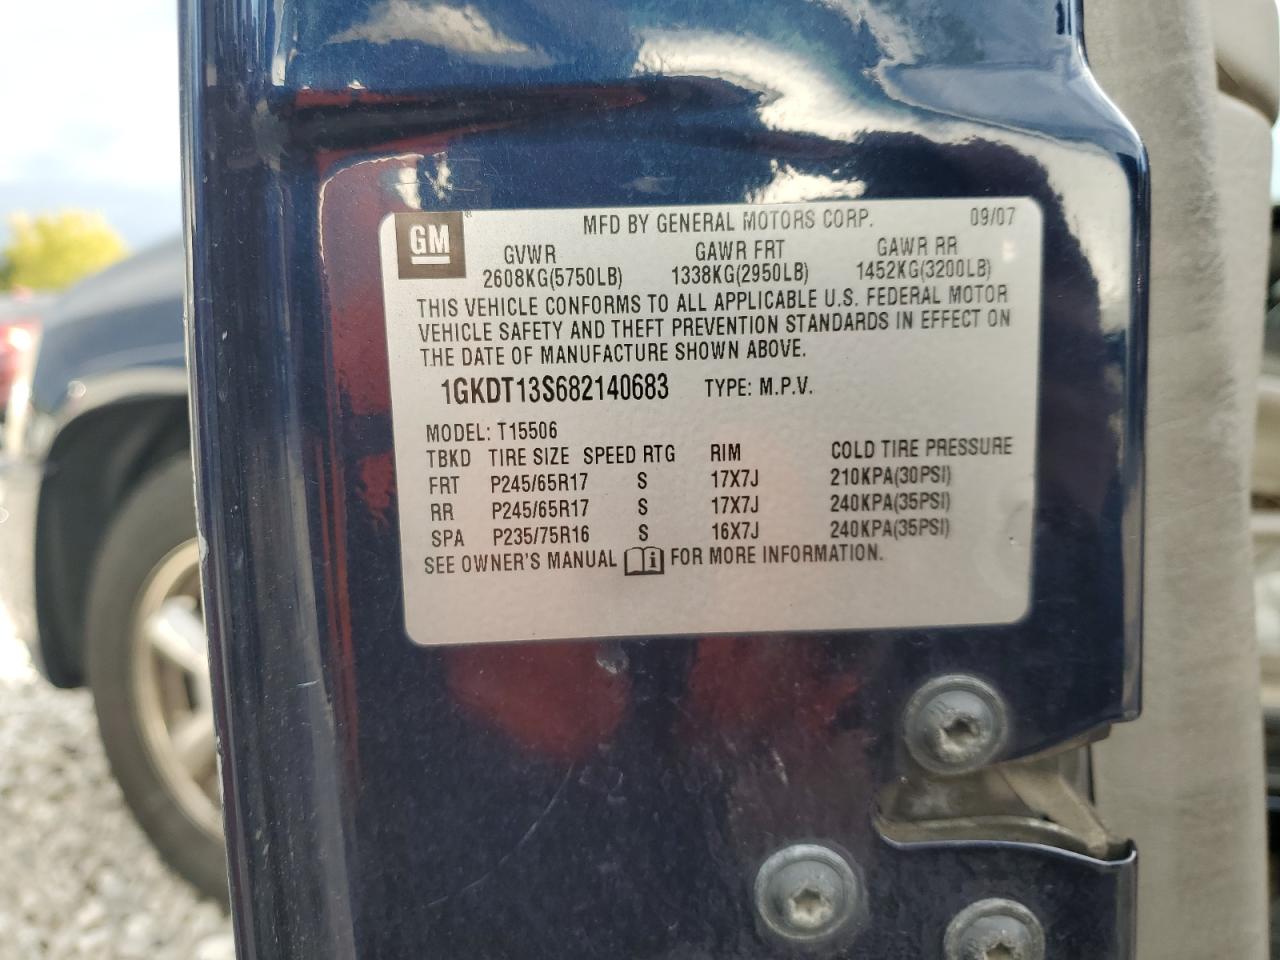 GM ® MFD BY GENERAL MOTORS CORP. 09/07
GVWR GAWR FRT GAWR RR
2608KG(5750LB) 1338KG(2950LB) 1452KG(3200LB)
THIS VEHICLE CONFORMS TO ALL APPLICABLE U.S. FEDERAL MOTOR
VEHICLE SAFETY AND THEFT PREVENTION STANDARDS IN EFFECT ON
THE DATE OF MANUFACTURE SHOWN ABOVE.
1GKDT13S682140683 TYPE: M.P.V.
MODEL: T15506
TBKD TIRE SIZE SPEED RTG RIM COLD TIRE PRESSURE
FRT P245/65R17 S 17X7J 210KPA(30PSI)
RR P245/65R17 S 17X7J 240KPA(35PSI)
SPA P235/75R16 S 16X7J 240KPA(35PSI)
SEE OWNER'S MANUAL FOR MORE INFORMATION.